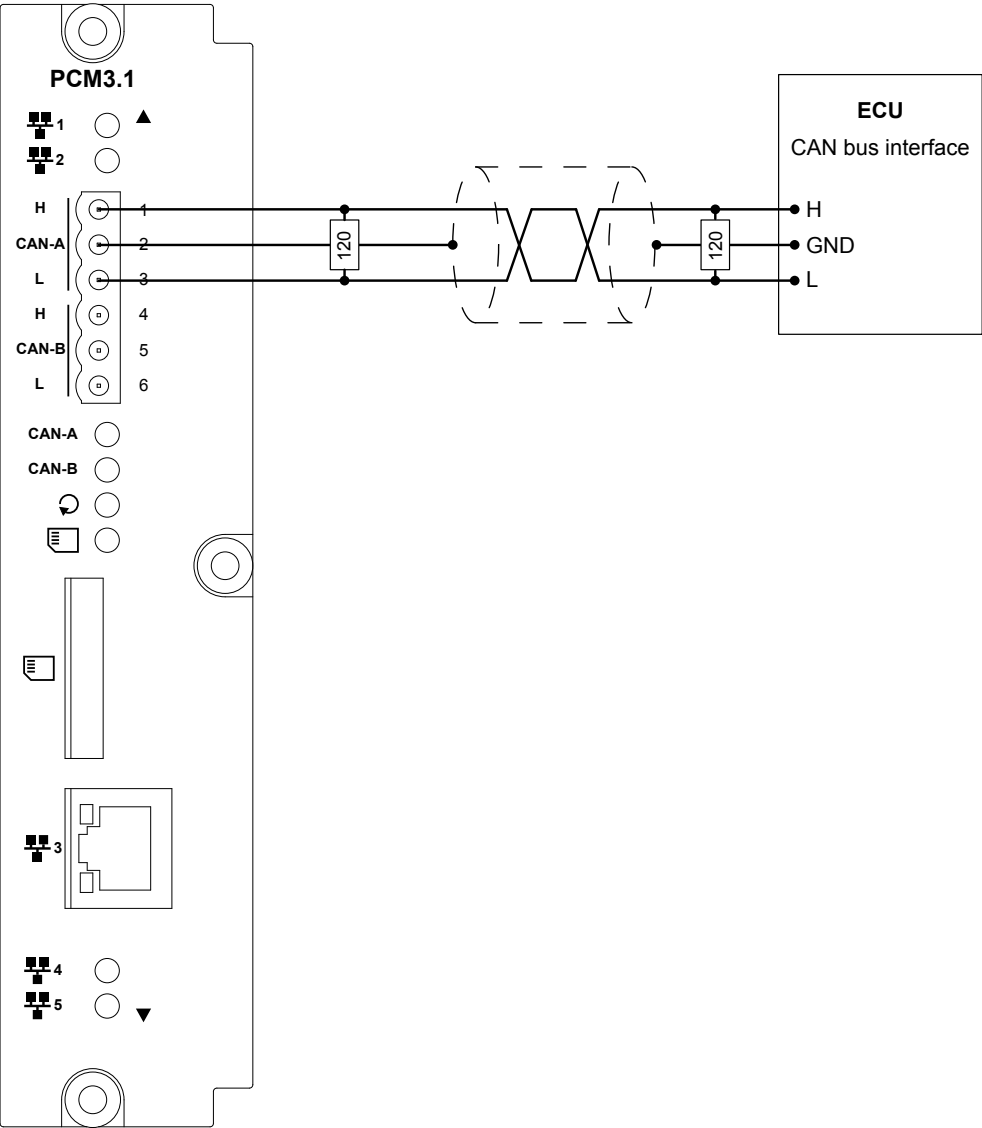 PCM3.1
1
2
H 1
CAN-A 2
L 3
H 4
CAN-B 5
L 6
120
120
ECU
CAN bus interface
H
GND
L
CAN-A
CAN-B
3
4
5